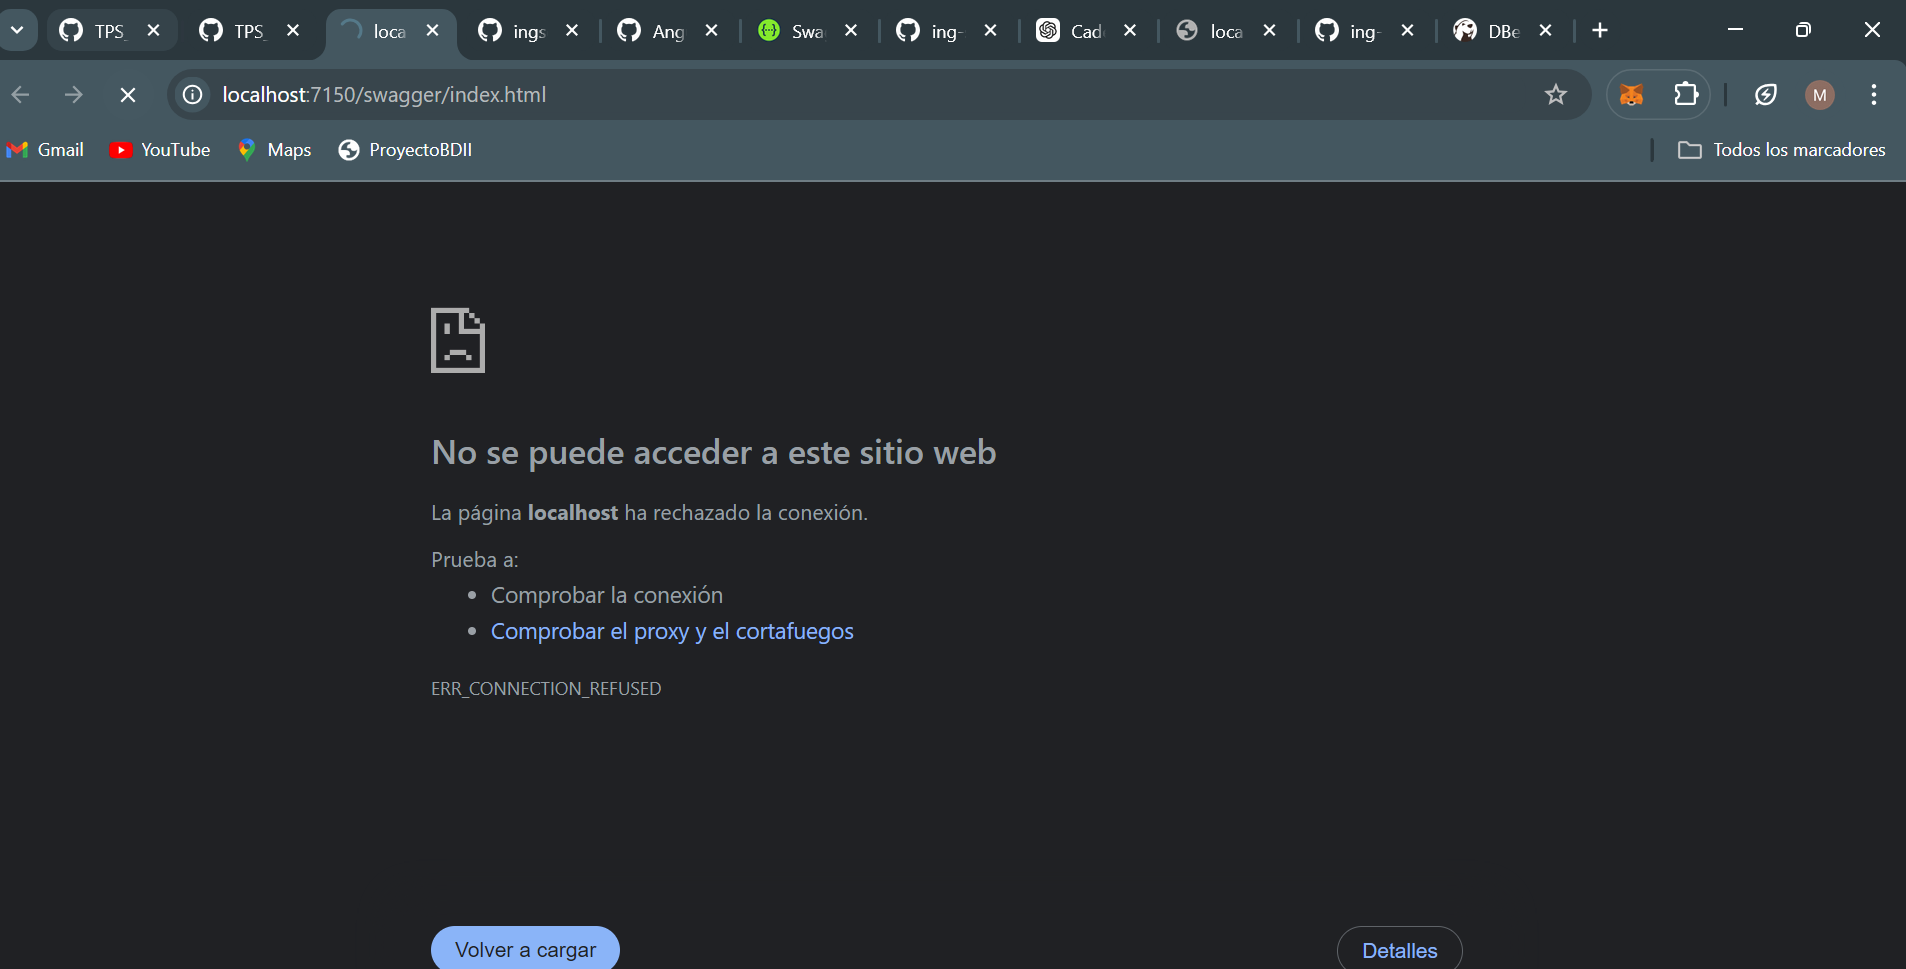 TPS_
TPS_
loca
ings
Ang
Swa
ing-
Cad
loca
ing-
DBe
localhost:7150/swagger/index.html
M
Gmail
YouTube
Maps
ProyectoBDII
Todos los marcadores
No se puede acceder a este sitio web
La página localhost ha rechazado la conexión.
Prueba a:
• Comprobar la conexión
• Comprobar el proxy y el cortafuegos
ERR_CONNECTION_REFUSED
Volver a cargar
Detalles